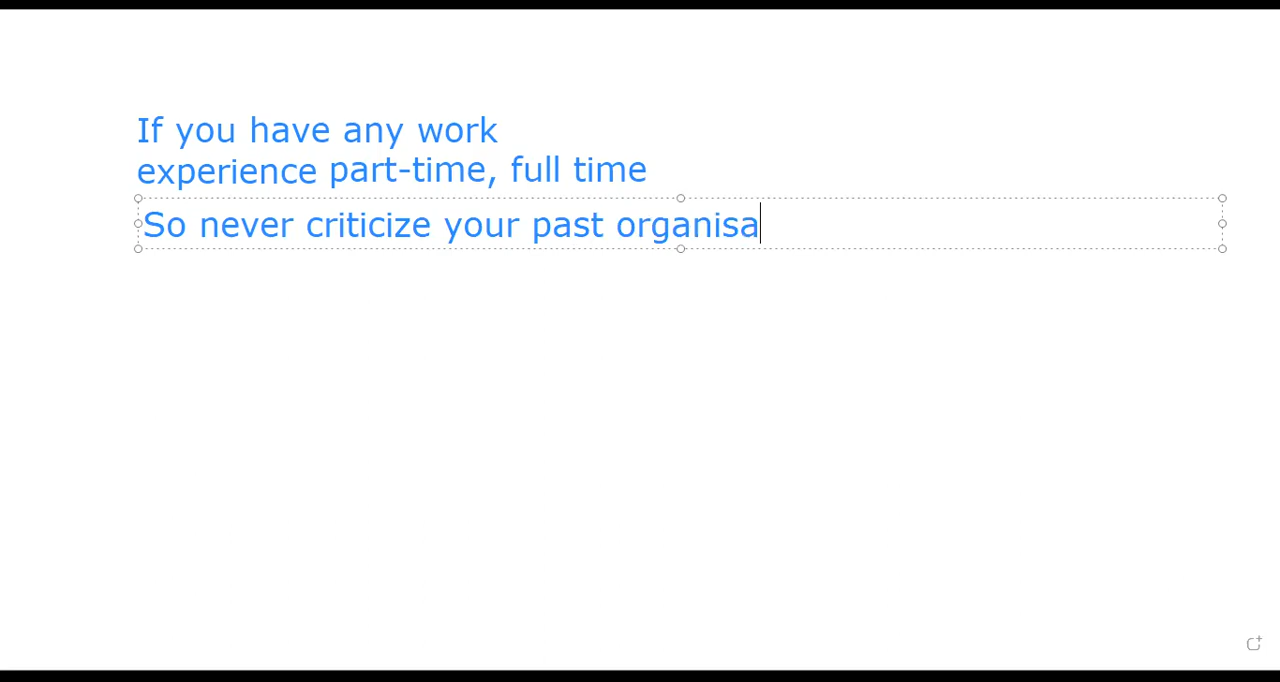 If you have any work
experience part-time, full time
So never criticize your past organisa